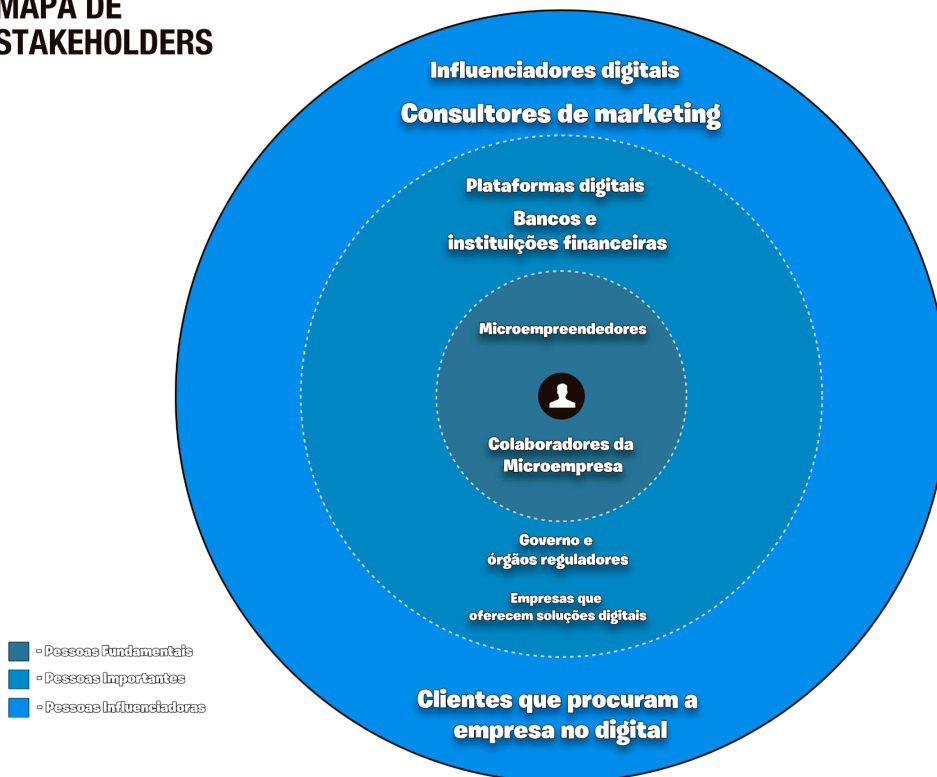 MAPA DE
STAKEHOLDERS
Influenciadores digitais
Consultores de marketing
Plataformas digitais
Bancos e
instituições financeiras
Microempreendedores
Colaboradores da
Microempresa
Governo e
órgãos reguladores
Empresas que
oferecem soluções digitais
Clientes que procuram a
empresa no digital
- Pessoas Fundamentais
- Pessoas Importantes
- Pessoas Influenciadoras